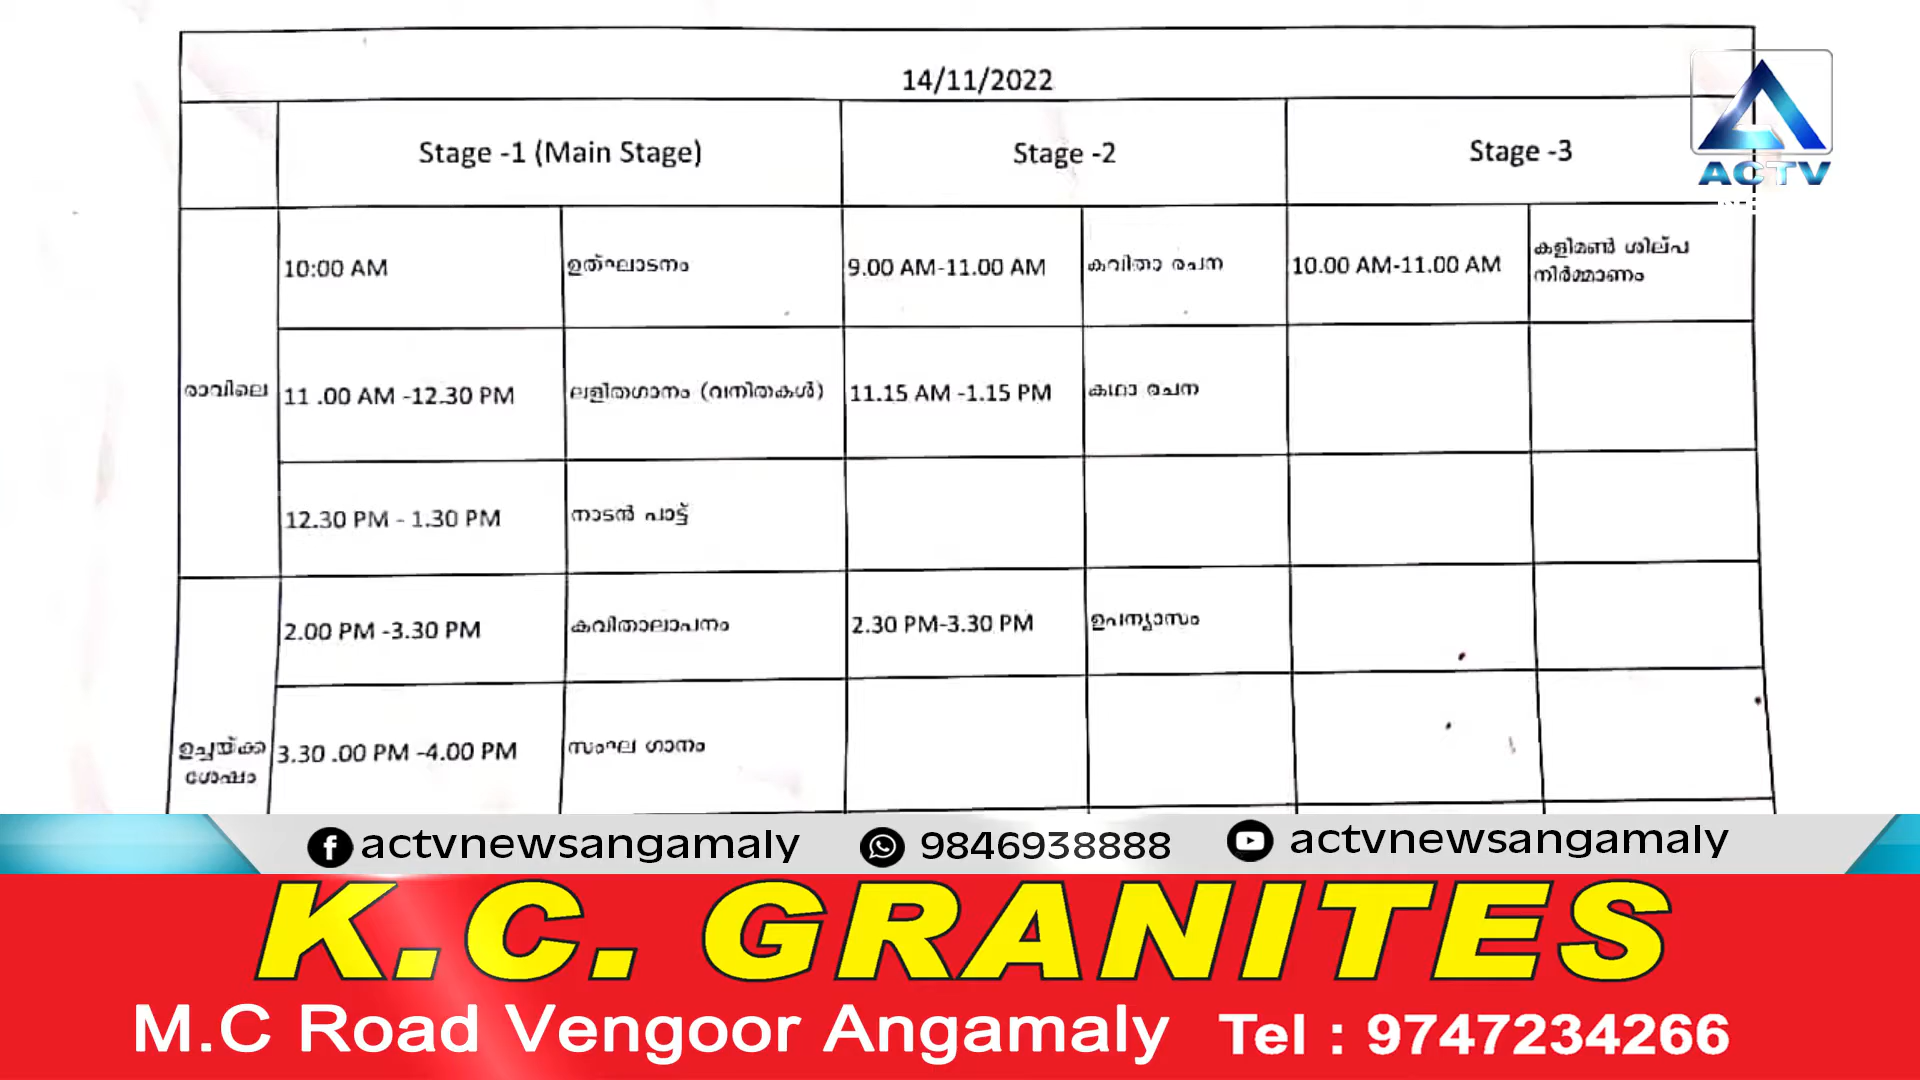 14/11/2022
Stage -1 (Main Stage)
Stage -2
Stage -3
ACTV
രാവിലെ
10:00 AM
ഉത്ഘാടനം
9.00 AM-11.00 AM
കവിതാ രചന
10.00 AM-11.00 AM
കളിമൺ ശില്പ
നിർമ്മാണം
11 .00 AM -12.30 PM
ലളിതഗാനം (വനിതകൾ)
11.15 AM -1.15 PM
കഥാ രചന
12.30 PM - 1.30 PM
നാടൻ പാട്ട്
ഉച്ചയ്ക്ക
ശേഷം
2.00 PM -3.30 PM
കവിതാലാപനം
2.30 PM-3.30 PM
ഉപന്യാസം
3.30 .00 PM -4.00 PM
സംഘ ഗാനം
actvnewsangamaly
9846938888
actvnewsangamaly
K.C. GRANITES
M.C Road Vengoor Angamaly Tel : 9747234266